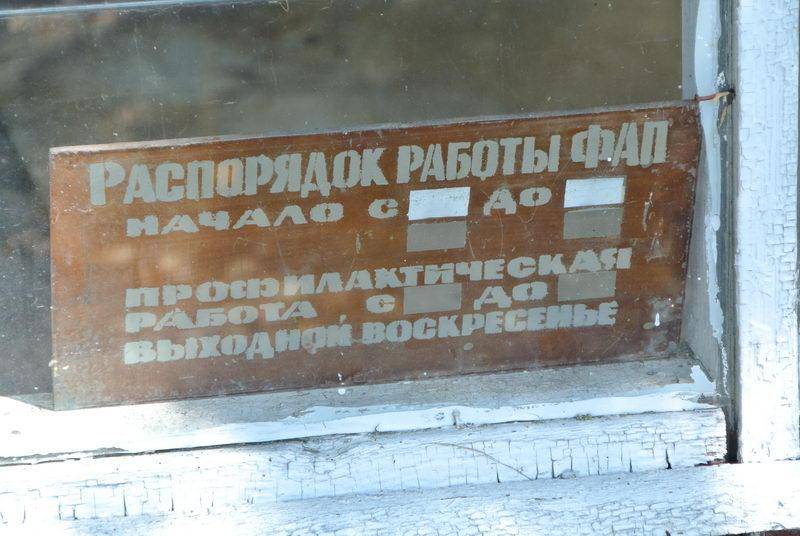 РАСПОРЯДОК РАБОТЫ ФАП
НАЧАЛО С ДО
ПРОФИЛАКТИЧЕСКАЯ
РАБОТА С ДО
ВЫХОДНОЙ ВОСКРЕСЕНЬЕ